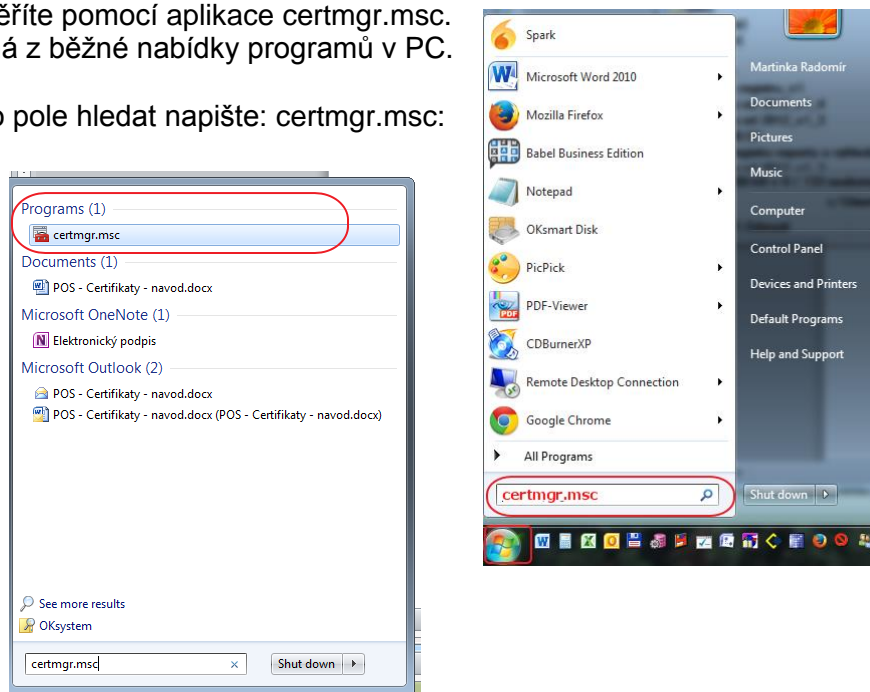 ěříte pomocí aplikace certmgr.msc.
á z běžné nabídky programů v PC.
o pole hledat napište: certmgr.msc:
Programs (1)
certmgr.msc
Documents (1)
POS - Certifikaty - navod.docx
Microsoft OneNote (1)
Elektronický podpis
Microsoft Outlook (2)
POS - Certifikaty - navod.docx
POS - Certifikaty - navod.docx (POS - Certifikaty - navod.docx)
See more results
OKsystem
certmgr.msc
Shut down
Spark
Microsoft Word 2010
Mozilla Firefox
Babel Business Edition
Notepad
OKsmart Disk
PicPick
PDF-Viewer
CDBurnerXP
Remote Desktop Connection
Google Chrome
All Programs
certmgr.msc
Martinka Radomír
Documents
Pictures
Music
Computer
Control Panel
Devices and Printers
Default Programs
Help and Support
Shut down